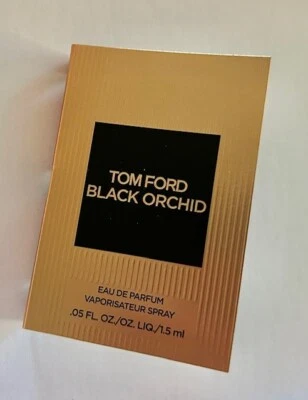 TOM FORD
BLACK ORCHID
EAU DE PARFUM
VAPORISATEUR SPRAY
.05 FL. OZ./OZ. LIQ./1.5 ml